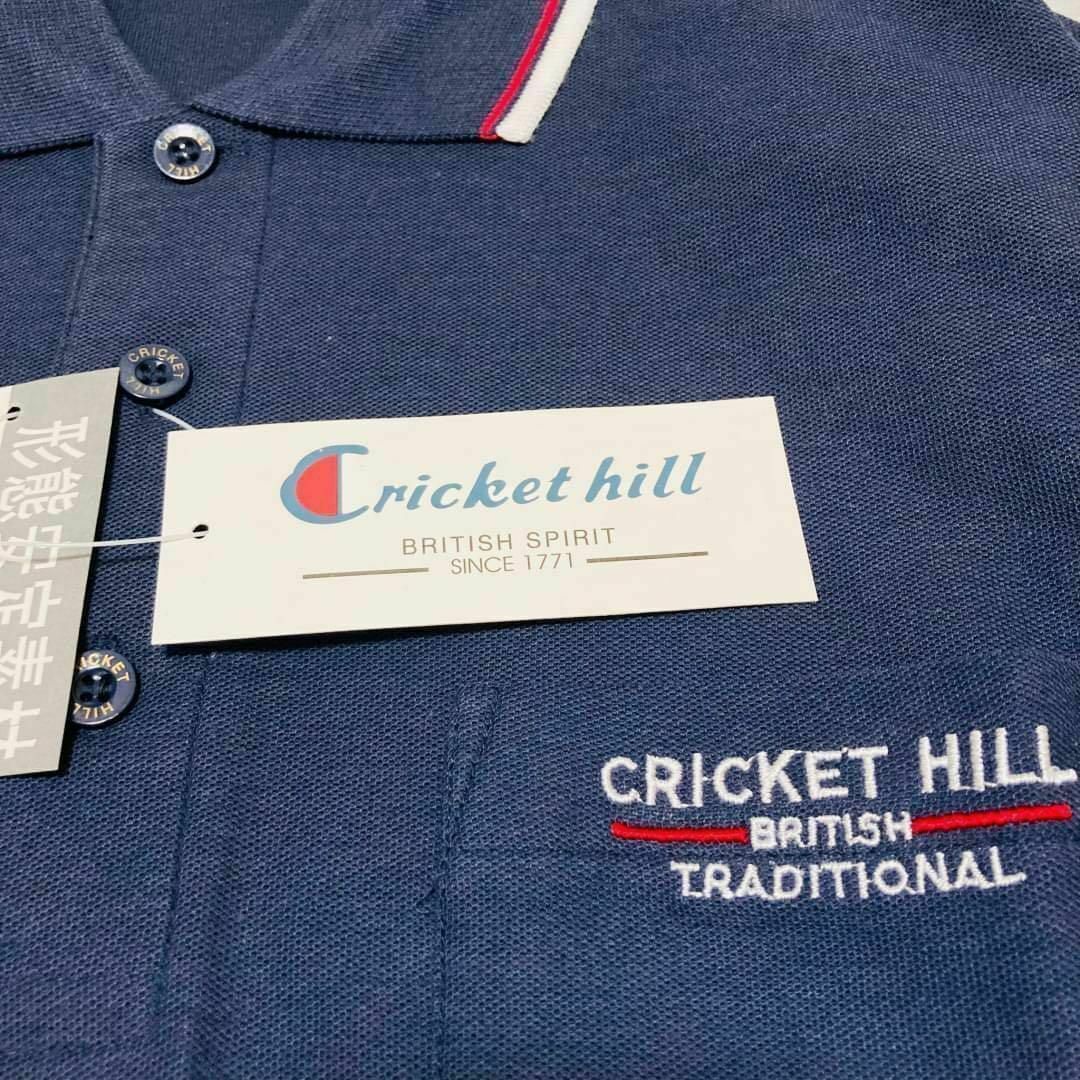 CRICKET HILL
CRICKET HILL
形態安定素材
Cricket hill
BRITISH SPIRIT
SINCE 1771
RICKET HILL
CRICKET HILL
BRITISH
TRADITIONAL